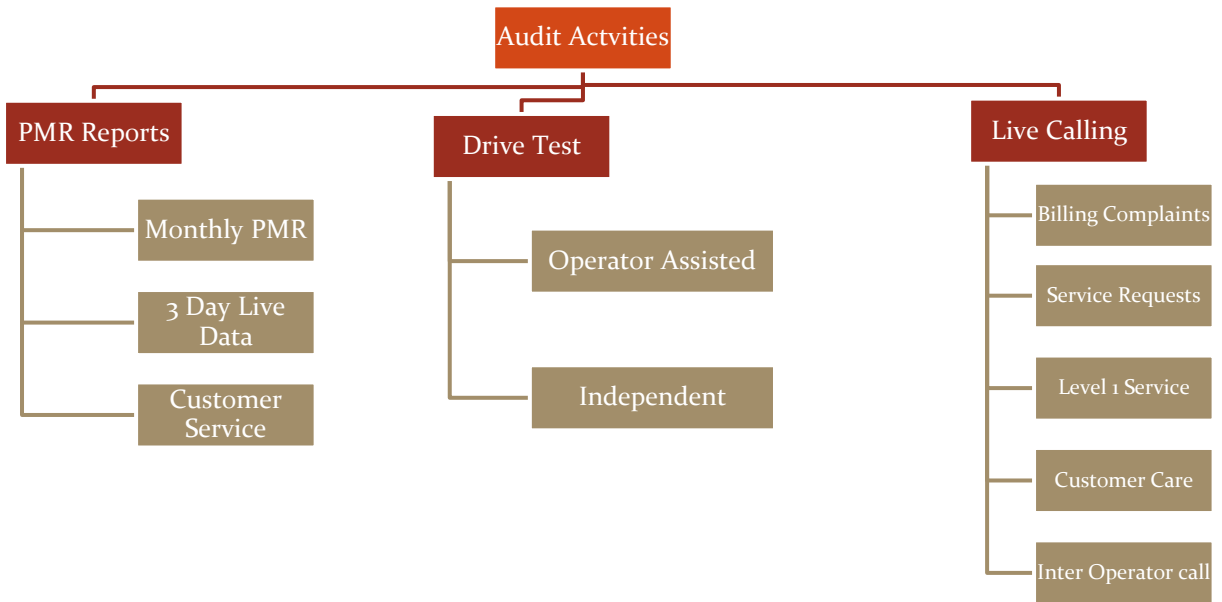 Audit Actvities
PMR Reports
Monthly PMR
3 Day Live
Data
Customer
Service
Drive Test
Operator Assisted
Independent
Live Calling
Billing Complaints
Service Requests
Level 1 Service
Customer Care
Inter Operator call